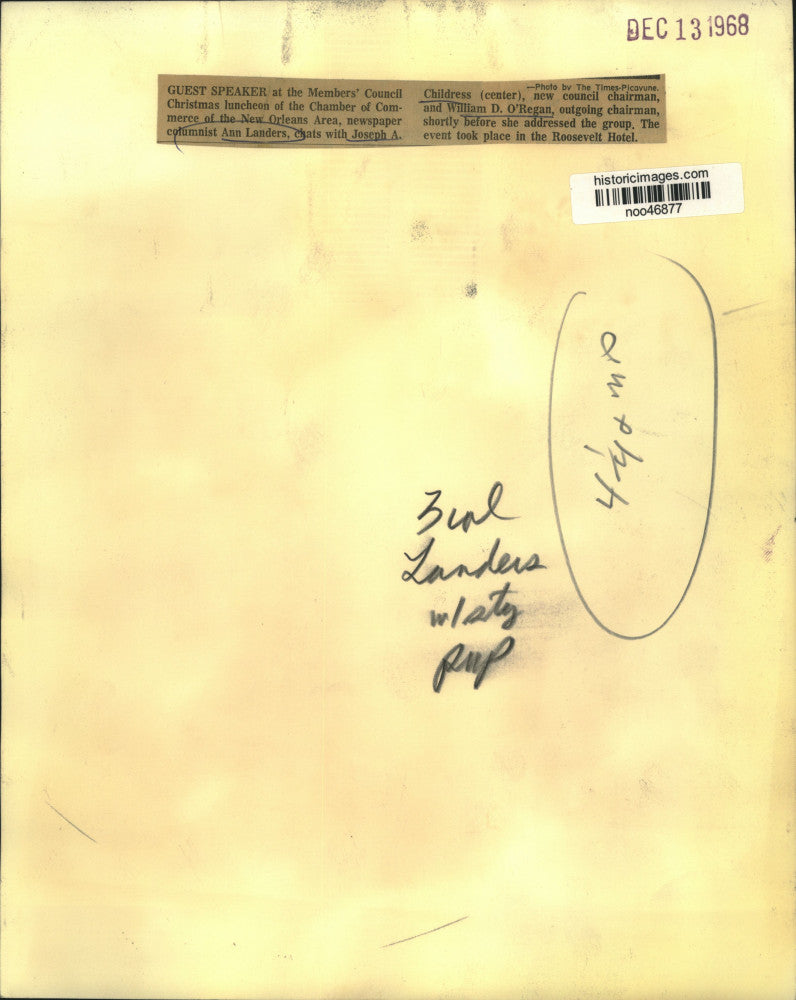 DEC 13 1968
GUEST SPEAKER at the Members' Council
Christmas luncheon of the Chamber of Com-
merce of the New Orleans Area, newspaper
columnist Ann Landers, chats with Joseph A.
—Photo by The Times-Picayune.
Childress (center), new council chairman,
and William D. O'Regan, outgoing chairman,
shortly before she addressed the group. The
event took place in the Roosevelt Hotel.
historicimages.com
noo46877
3 col
Landers
w/sty